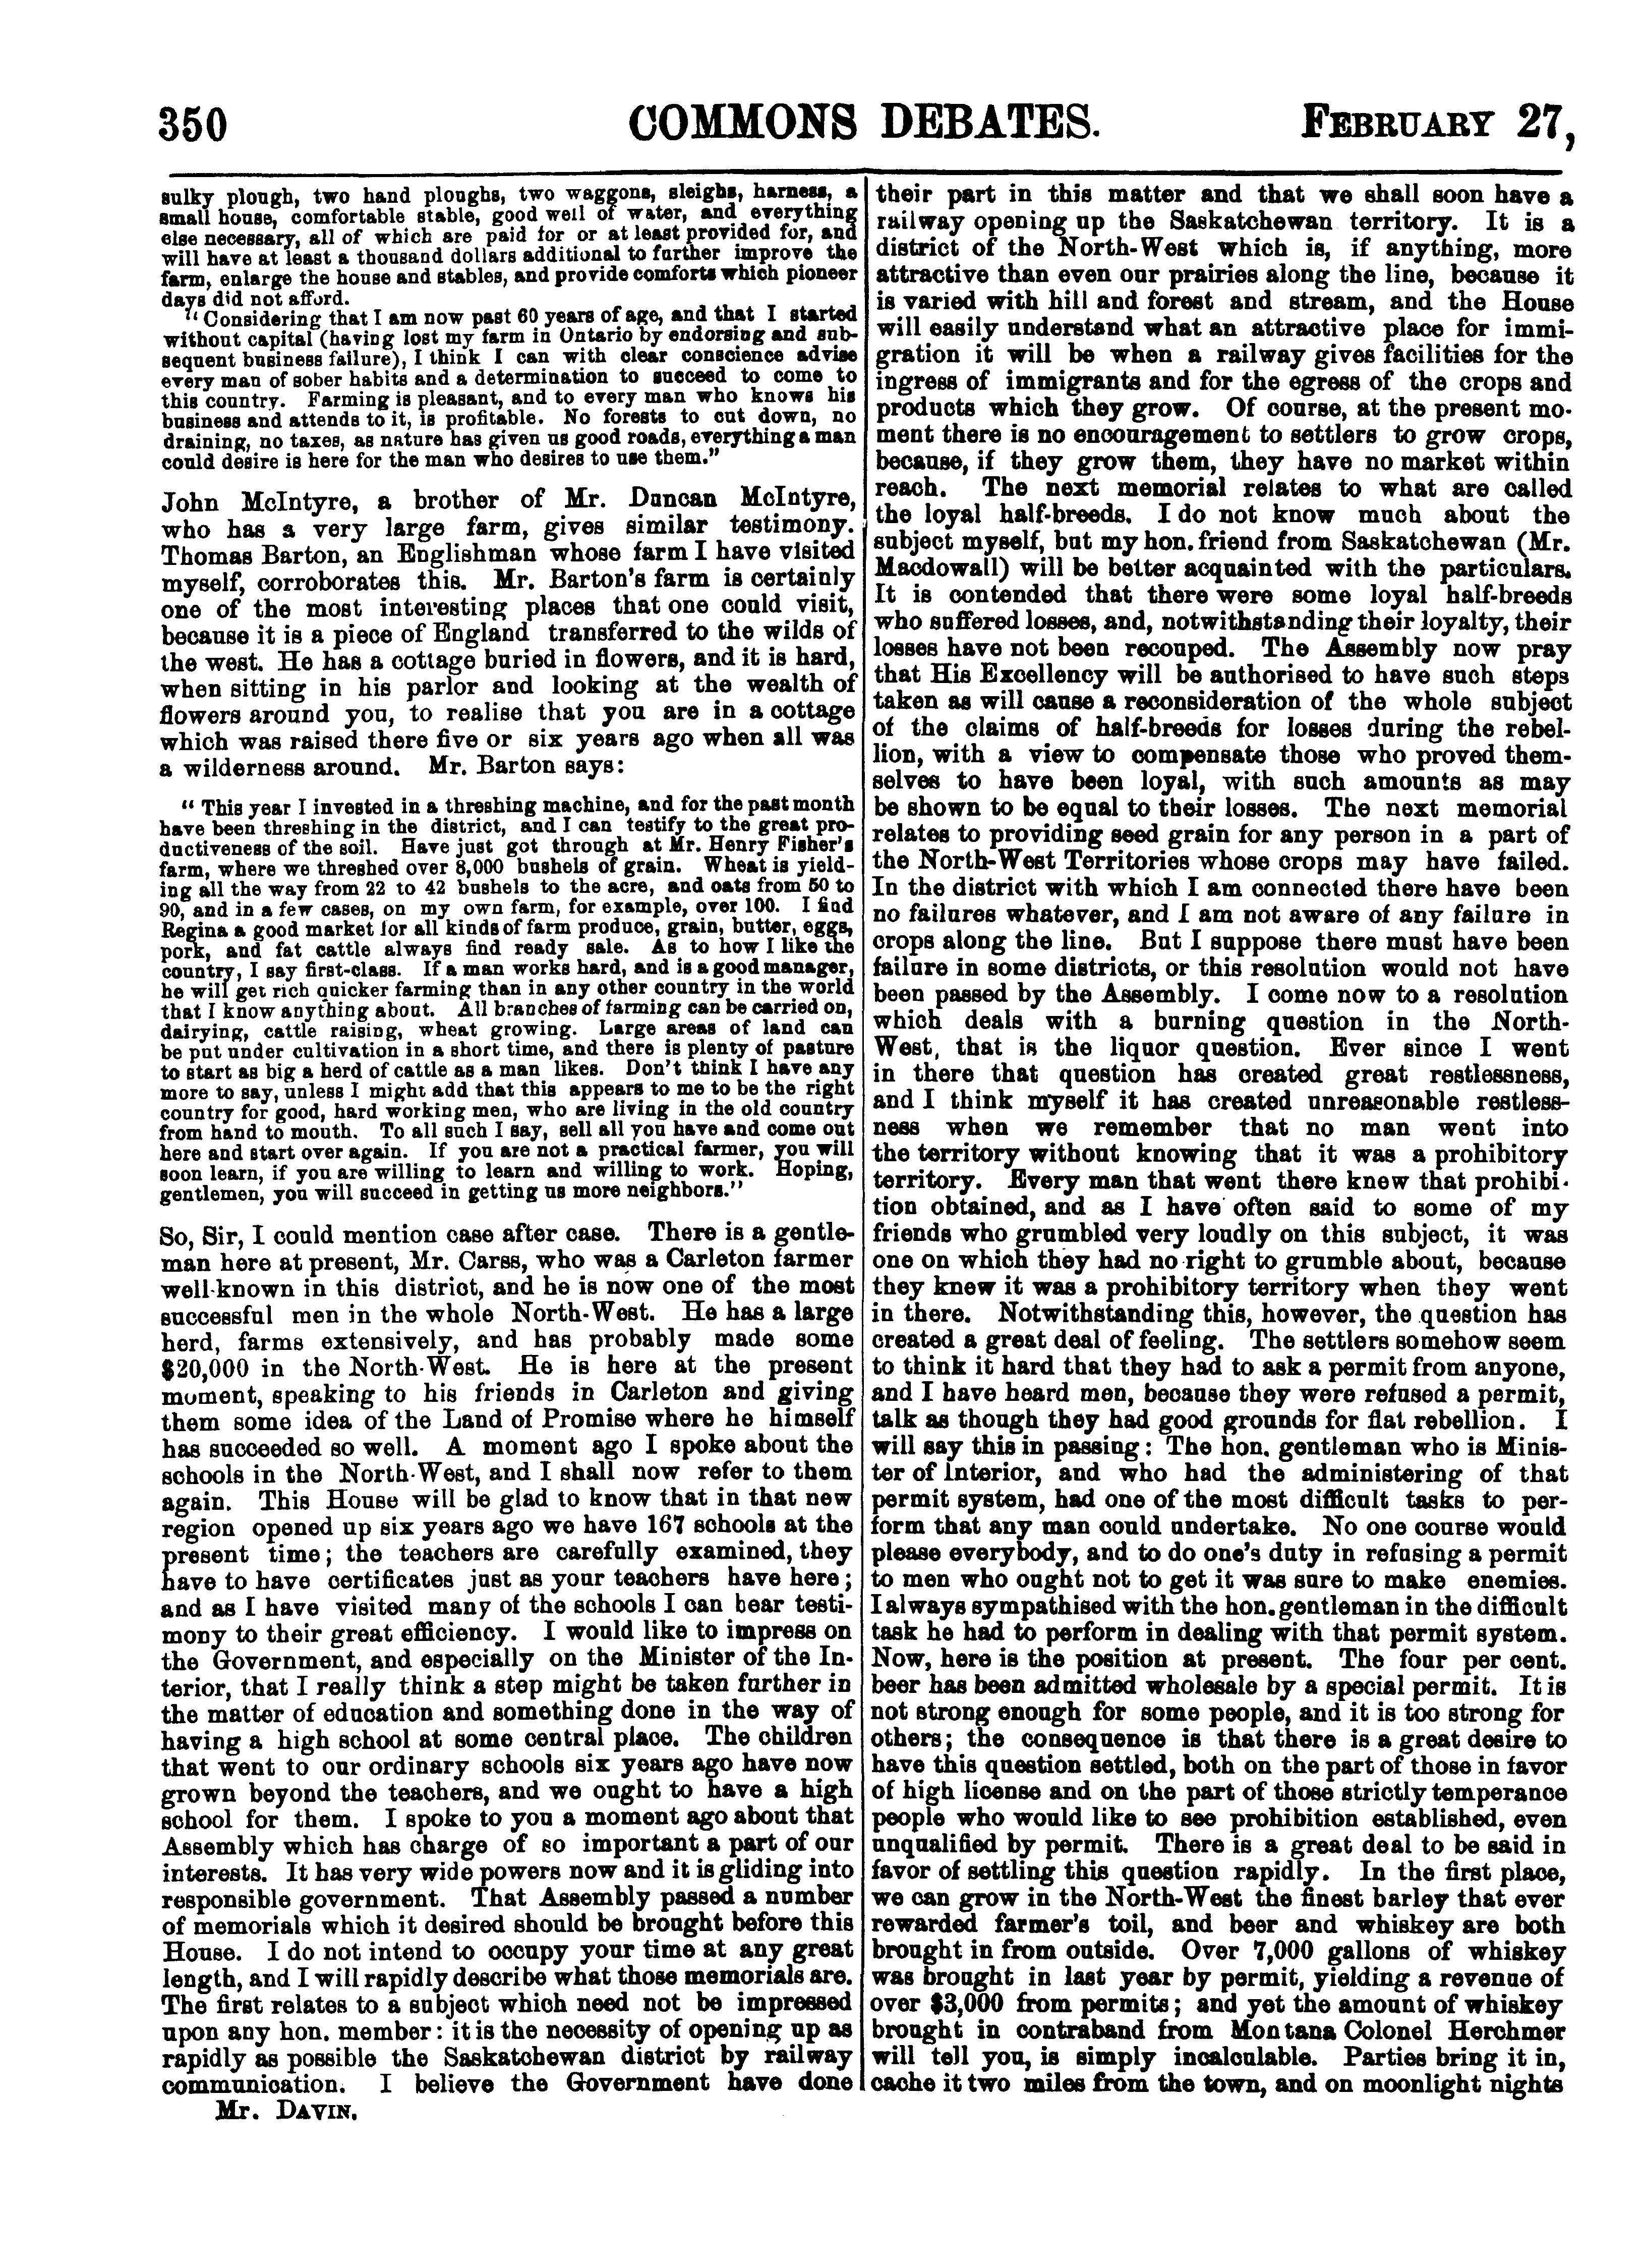 350 COMMONS DEBATES. FEBRUARY 27,
sulky plough, two hand ploughs, two waggons, sleighs, harness, a
small house, comfortable stable, good well of water, and everything
else necessary, all of which are paid for or at least provided for, and
will have at least a thousand dollars additional to further improve the
farm, enlarge the house and stables, and provide comforts which pioneer
days did not afford.
" Considering that I am now past 60 years of age, and that I started
without capital (having lost my farm in Ontario by endorsing and sub-
sequent business failure), I think I can with clear conscience advise
every man of sober habits and a determination to succeed to come to
this country. Farming is pleasant, and to every man who knows his
business and attends to it, is profitable. No forests to cut down, no
draining, no taxes, as nature has given us good roads, everything a man
could desire is here for the man who desires to use them."
John McIntyre, a brother of Mr. Duncan McIntyre,
who has a very large farm, gives similar testimony.
Thomas Barton, an Englishman whose farm I have visited
myself, corroborates this. Mr. Barton's farm is certainly
one of the most interesting places that one could visit,
because it is a piece of England transferred to the wilds of
the west. He has a cottage buried in flowers, and it is hard,
when sitting in his parlor and looking at the wealth of
flowers around you, to realise that you are in a cottage
which was raised there five or six years ago when all was
a wilderness around. Mr. Barton says:
" This year I invested in a threshing machine, and for the past month
have been threshing in the district, and I can testify to the great pro-
ductiveness of the soil. Have just got through at Mr. Henry Fisher's
farm, where we threshed over 8,000 bushels of grain. Wheat is yield-
ing all the way from 22 to 42 bushels to the acre, and oats from 50 to
90, and in a few cases, on my own farm, for example, over 100. I find
Regina a good market for all kinds of farm produce, grain, butter, eggs,
pork, and fat cattle always find ready sale. As to how I like the
country, I say first-class. If a man works hard, and is a good manager,
he will get rich quicker farming than in any other country in the world
that I know anything about. All branches of farming can be carried on,
dairying, cattle raising, wheat growing. Large areas of land can
be put under cultivation in a short time, and there is plenty of pasture
to start as big a herd of cattle as a man likes. Don't think I have any
more to say, unless I might add that this appears to me to be the right
country for good, hard working men, who are living in the old country
from hand to mouth. To all such I say, sell all you have and come out
here and start over again. If you are not a practical farmer, you will
soon learn, if you are willing to learn and willing to work. Hoping,
gentlemen, you will succeed in getting us more neighbors."
So, Sir, I could mention case after case. There is a gentle-
man here at present, Mr. Carss, who was a Carleton farmer
well-known in this district, and he is now one of the most
successful men in the whole North-West. He has a large
herd, farms extensively, and has probably made some
$20,000 in the North-West. He is here at the present
moment, speaking to his friends in Carleton and giving
them some idea of the Land of Promise where he himself
has succeeded so well. A moment ago I spoke about the
schools in the North-West, and I shall now refer to them
again. This House will be glad to know that in that new
region opened up six years ago we have 167 schools at the
present time; the teachers are carefully examined, they
have to have certificates just as your teachers have here;
and as I have visited many of the schools I can bear testi-
mony to their great efficiency. I would like to impress on
the Government, and especially on the Minister of the In-
terior, that I really think a step might be taken further in
the matter of education and something done in the way of
having a high school at some central place. The children
that went to our ordinary schools six years ago have now
grown beyond the teachers, and we ought to have a high
school for them. I spoke to you a moment ago about that
Assembly which has charge of so important a part of our
interests. It has very wide powers now and it is gliding into
responsible government. That Assembly passed a number
of memorials which it desired should be brought before this
House. I do not intend to occupy your time at any great
length, and I will rapidly describe what those memorials are.
The first relates to a subject which need not be impressed
upon any hon. member: it is the necessity of opening up as
rapidly as possible the Saskatchewan district by railway
communication. I believe the Government have done
Mr. DAVIN.
their part in this matter and that we shall soon have a
railway opening up the Saskatchewan territory. It is a
district of the North-West which is, if anything, more
attractive than even our prairies along the line, because it
is varied with hill and forest and stream, and the House
will easily understand what an attractive place for immi-
gration it will be when a railway gives facilities for the
ingress of immigrants and for the egress of the crops and
products which they grow. Of course, at the present mo-
ment there is no encouragement to settlers to grow crops,
because, if they grow them, they have no market within
reach. The next memorial relates to what are called
the loyal half-breeds. I do not know much about the
subject myself, but my hon. friend from Saskatchewan (Mr.
Macdowall) will be better acquainted with the particulars.
It is contended that there were some loyal half-breeds
who suffered losses, and, notwithstanding their loyalty, their
losses have not been recouped. The Assembly now pray
that His Excellency will be authorised to have such steps
taken as will cause a reconsideration of the whole subject
of the claims of half-breeds for losses during the rebel-
lion, with a view to compensate those who proved them-
selves to have been loyal, with such amounts as may
be shown to be equal to their losses. The next memorial
relates to providing seed grain for any person in a part of
the North-West Territories whose crops may have failed.
In the district with which I am connected there have been
no failures whatever, and I am not aware of any failure in
crops along the line. But I suppose there must have been
failure in some districts, or this resolution would not have
been passed by the Assembly. I come now to a resolution
which deals with a burning question in the North-
West, that is the liquor question. Ever since I went
in there that question has created great restlessness,
and I think myself it has created unreasonable restless-
ness when we remember that no man went into
the territory without knowing that it was a prohibitory
territory. Every man that went there knew that prohibi-
tion obtained, and as I have often said to some of my
friends who grumbled very loudly on this subject, it was
one on which they had no right to grumble about, because
they knew it was a prohibitory territory when they went
in there. Notwithstanding this, however, the question has
created a great deal of feeling. The settlers somehow seem
to think it hard that they had to ask a permit from anyone,
and I have heard men, because they were refused a permit,
talk as though they had good grounds for flat rebellion. I
will say this in passing: The hon. gentleman who is Minis-
ter of Interior, and who had the administering of that
permit system, had one of the most difficult tasks to per-
form that any man could undertake. No one course would
please everybody, and to do one's duty in refusing a permit
to men who ought not to get it was sure to make enemies.
I always sympathised with the hon. gentleman in the difficult
task he had to perform in dealing with that permit system.
Now, here is the position at present. The four per cent.
beer has been admitted wholesale by a special permit. It is
not strong enough for some people, and it is too strong for
others; the consequence is that there is a great desire to
have this question settled, both on the part of those in favor
of high license and on the part of those strictly temperance
people who would like to see prohibition established, even
unqualified by permit. There is a great deal to be said in
favor of settling this question rapidly. In the first place,
we can grow in the North-West the finest barley that ever
rewarded farmer's toil, and beer and whiskey are both
brought in from outside. Over 7,000 gallons of whiskey
was brought in last year by permit, yielding a revenue of
over $3,000 from permits; and yet the amount of whiskey
brought in contraband from Montana Colonel Herchmer
will tell you, is simply incalculable. Parties bring it in,
cache it two miles from the town, and on moonlight nights